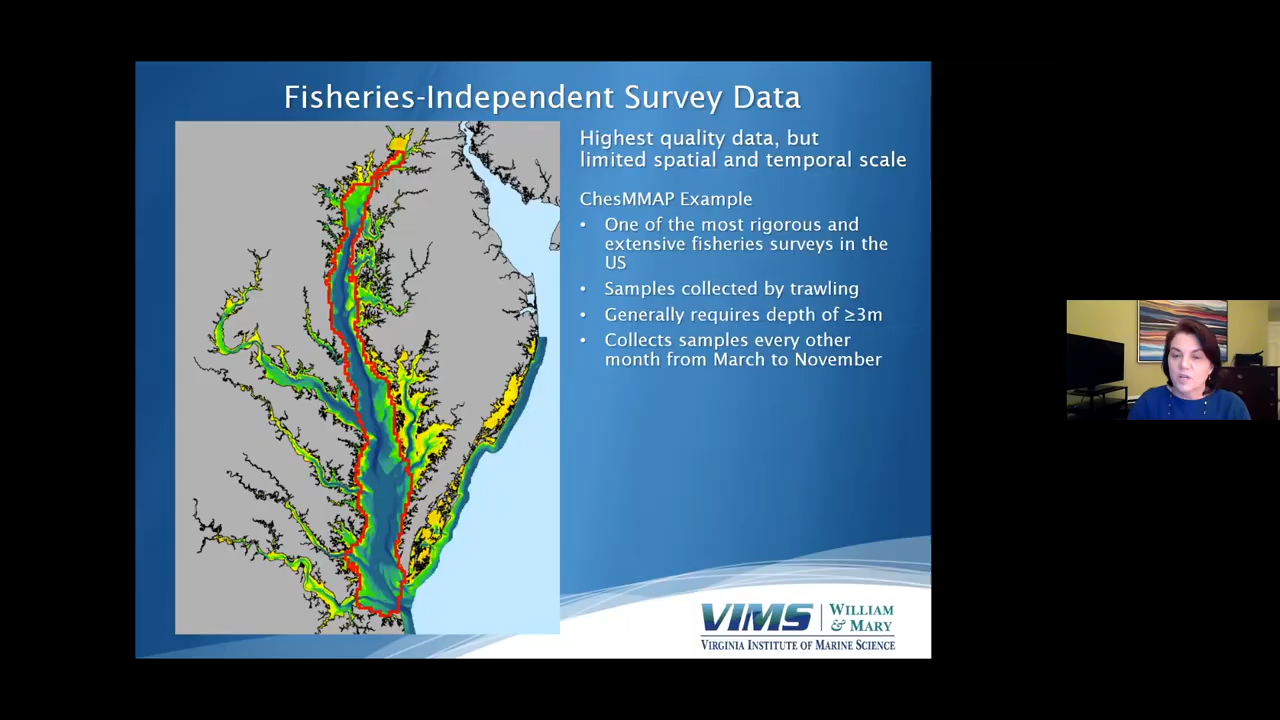 Fisheries-Independent Survey Data
Highest quality data, but
limited spatial and temporal scale
ChesMMAP Example
• One of the most rigorous and
extensive fisheries surveys in the
US
• Samples collected by trawling
• Generally requires depth of ≥3m
• Collects samples every other
month from March to November
VIMS
WILLIAM
& MARY
VIRGINIA INSTITUTE OF MARINE SCIENCE